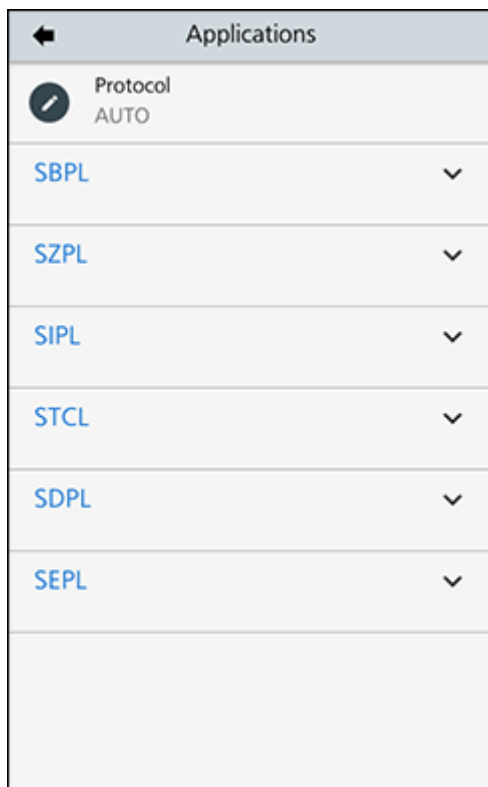 Applications
Protocol
AUTO
SBPL
SZPL
SIPL
STCL
SDPL
SEPL